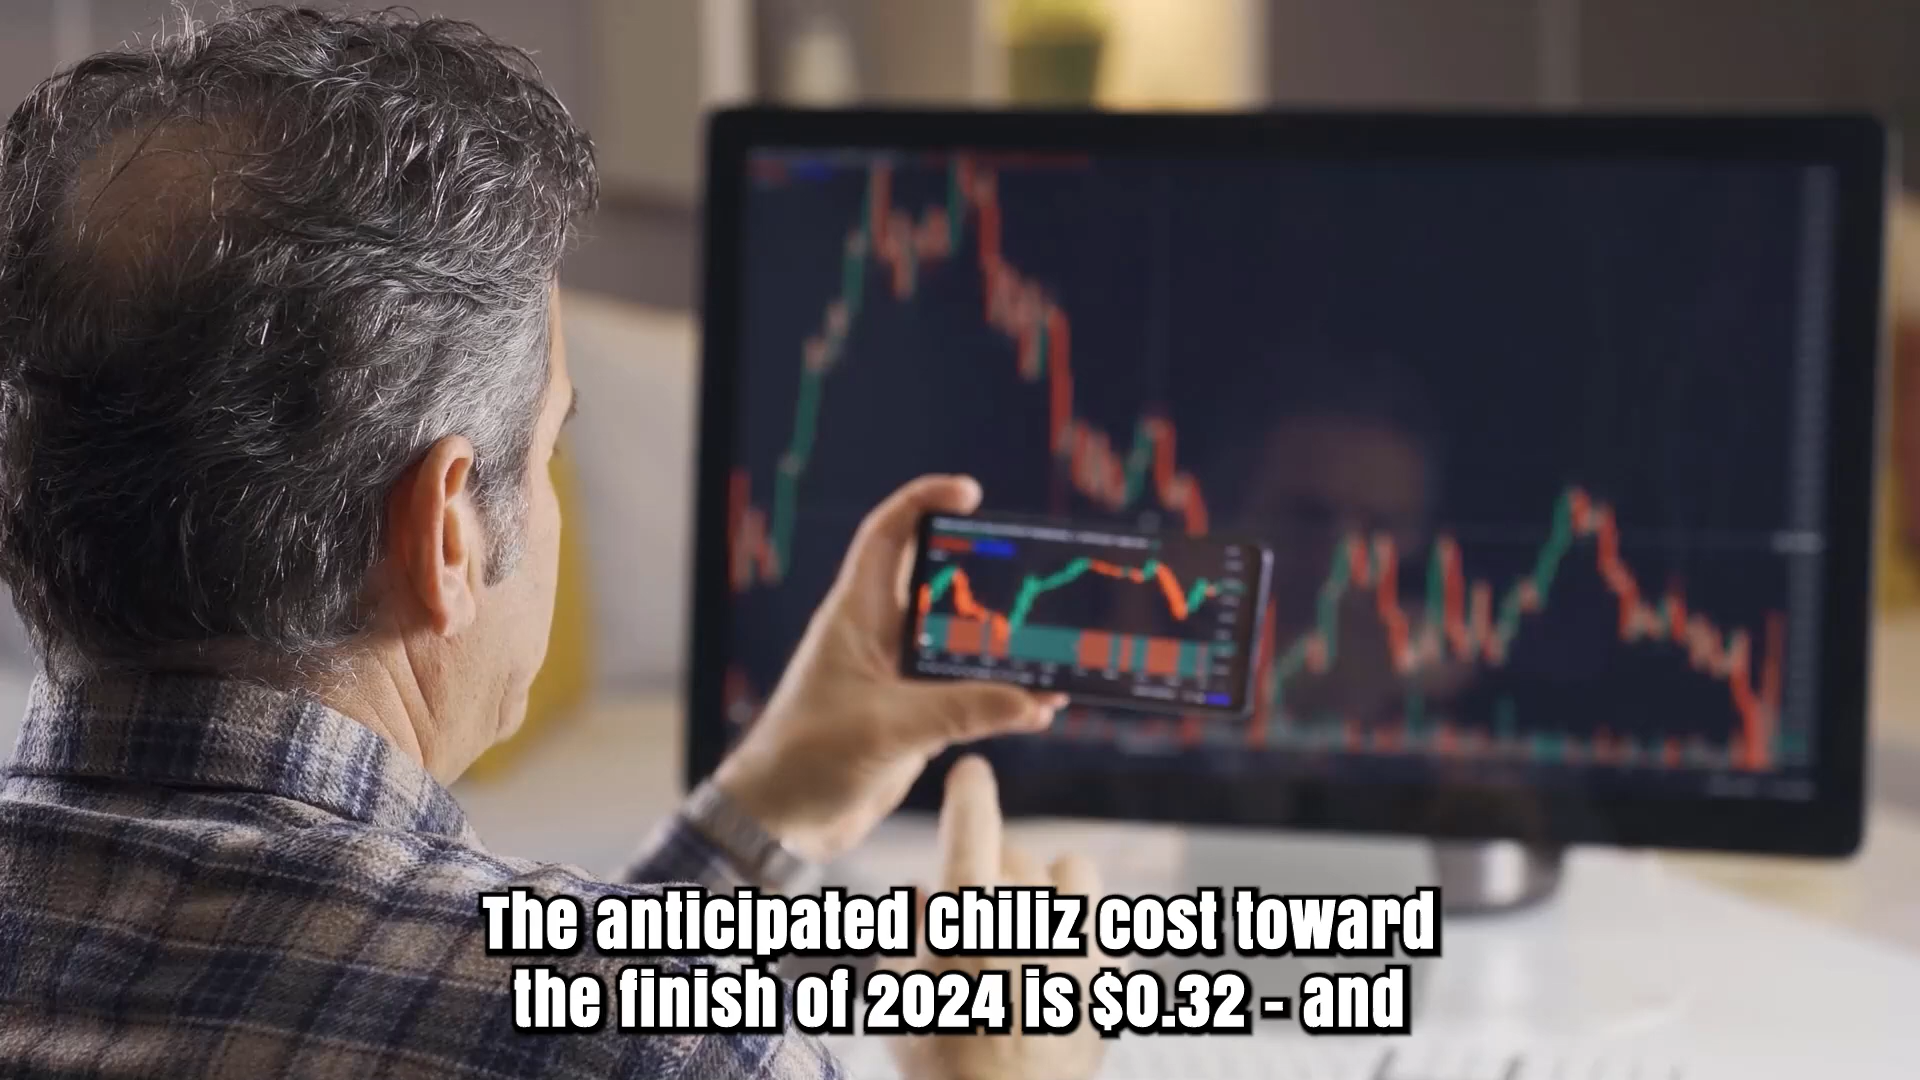 The anticipated Chiliz cost toward
the finish of 2024 is $0.32 - and